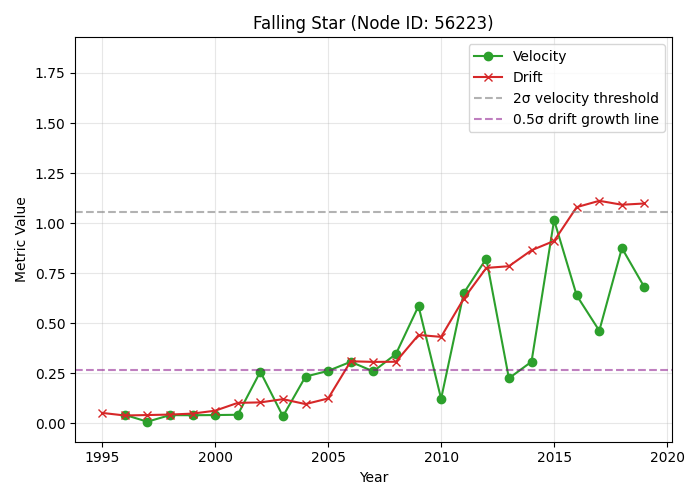 Falling Star (Node ID: 56223)
Velocity
Drift
2σ velocity threshold
0.5σ drift growth line
Metric Value
1.75
1.50
1.25
1.00
0.75
0.50
0.25
0.00
1995
2000
2005
2010
2015
2020
Year